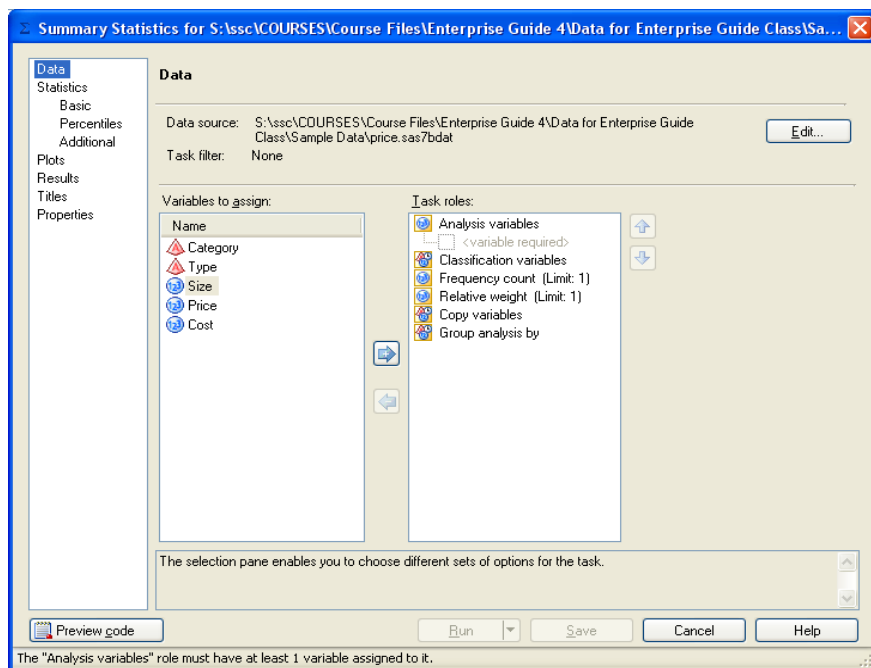 Σ Summary Statistics for S:\ssc\COURSES\Course Files\Enterprise Guide 4\Data for Enterprise Guide Class\Sa...
Data
Statistics
Basic
Percentiles
Additional
Plots
Results
Titles
Properties
Data
Data source: S:\ssc\COURSES\Course Files\Enterprise Guide 4\Data for Enterprise Guide
Class\Sample Data\price.sas7bdat
Edit...
Task filter: None
Variables to assign:
Name
Category
Type
Size
Price
Cost
Task roles:
Analysis variables
<variable required>
Classification variables
Frequency count (Limit: 1)
Relative weight (Limit: 1)
Copy variables
Group analysis by
The selection pane enables you to choose different sets of options for the task.
Preview code
Run
Save
Cancel
Help
The "Analysis variables" role must have at least 1 variable assigned to it.